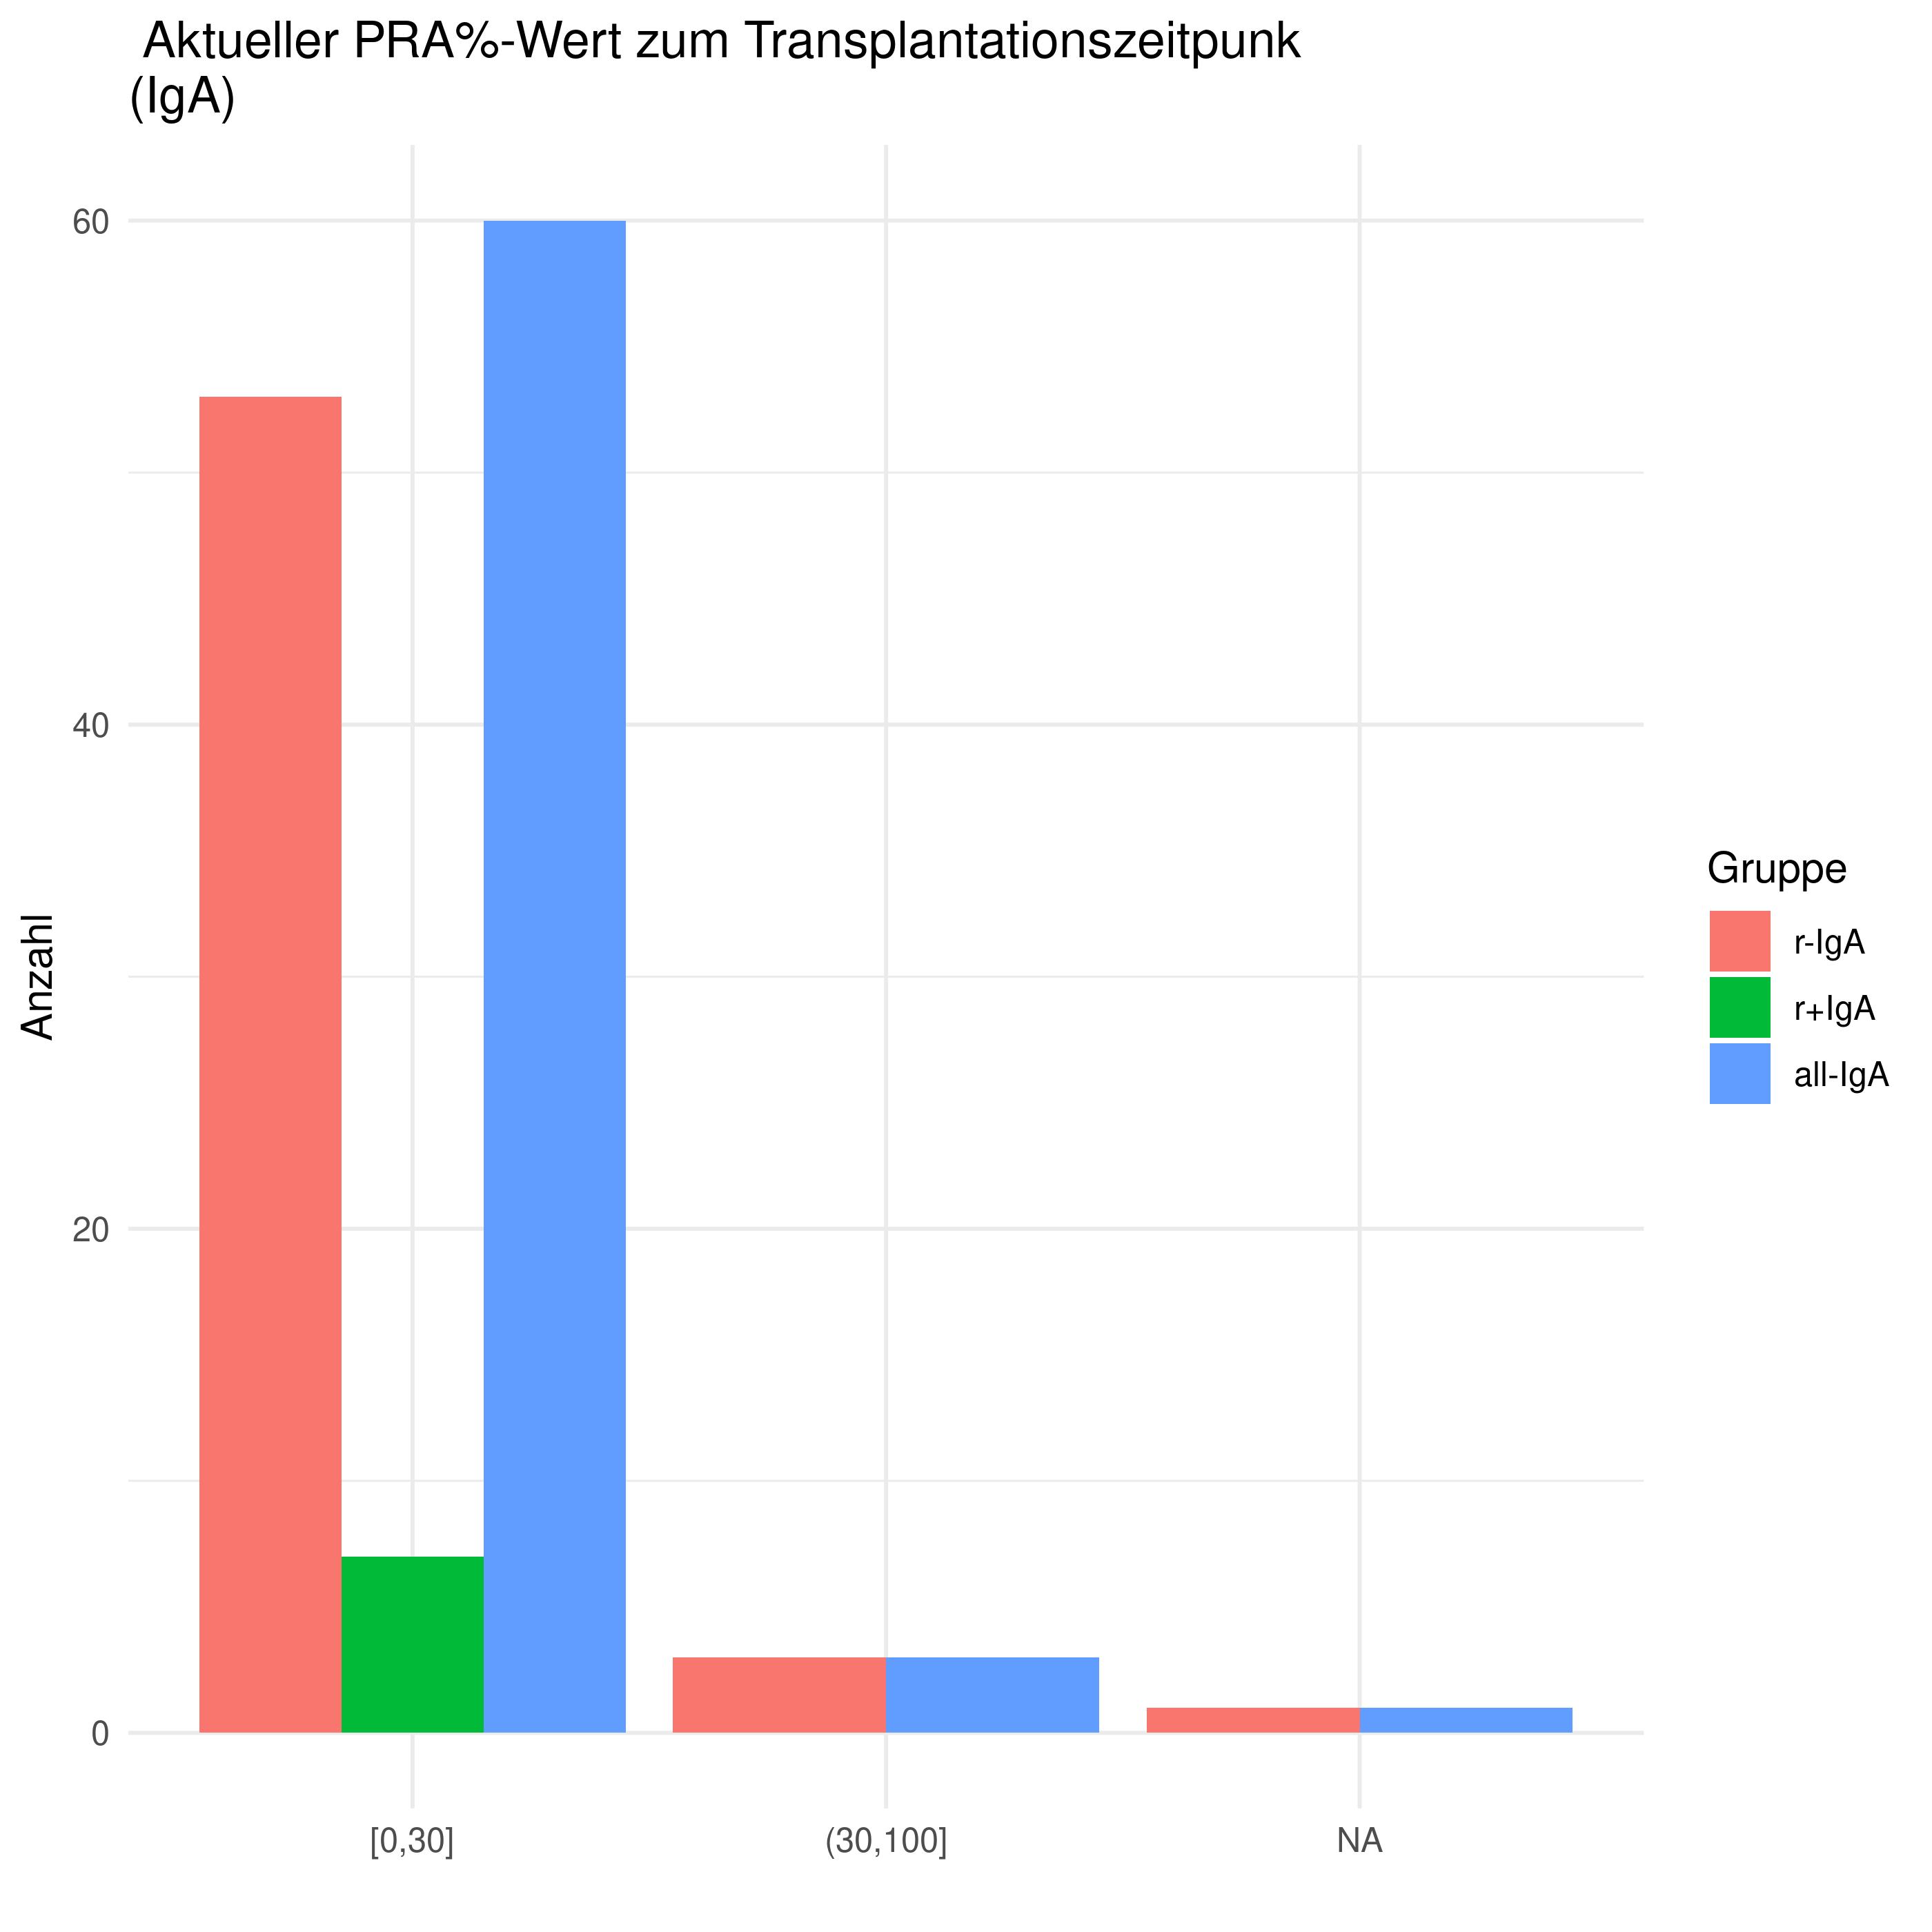 Aktueller PRA%-Wert zum Transplantationszeitpunk
(IgA)
60
40
20
0
Anzahl
[0,30]
(30,100]
NA
Gruppe
r-IgA
r+IgA
all-IgA